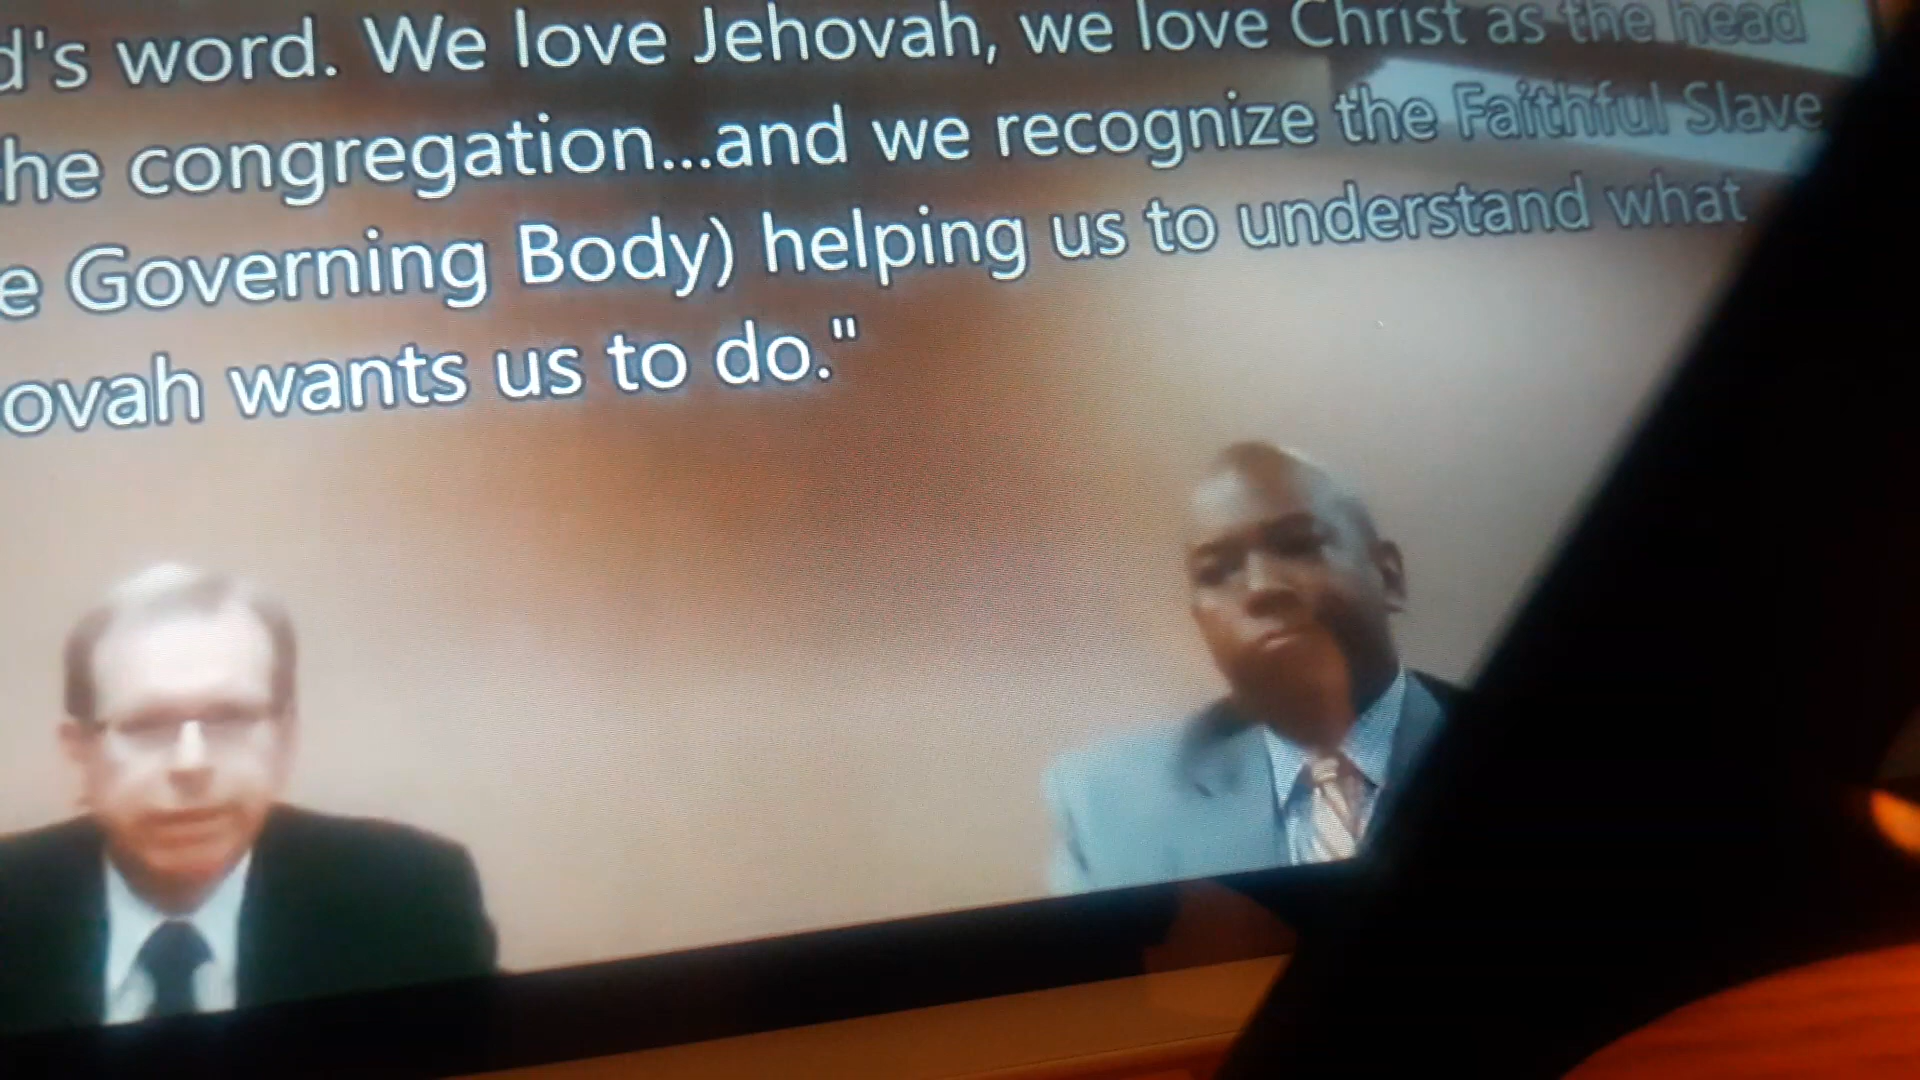 d's word. We love Jehovah, we love Christ as the head
he congregation...and we recognize the Faithful Slave
e Governing Body) helping us to understand what
ovah wants us to do."